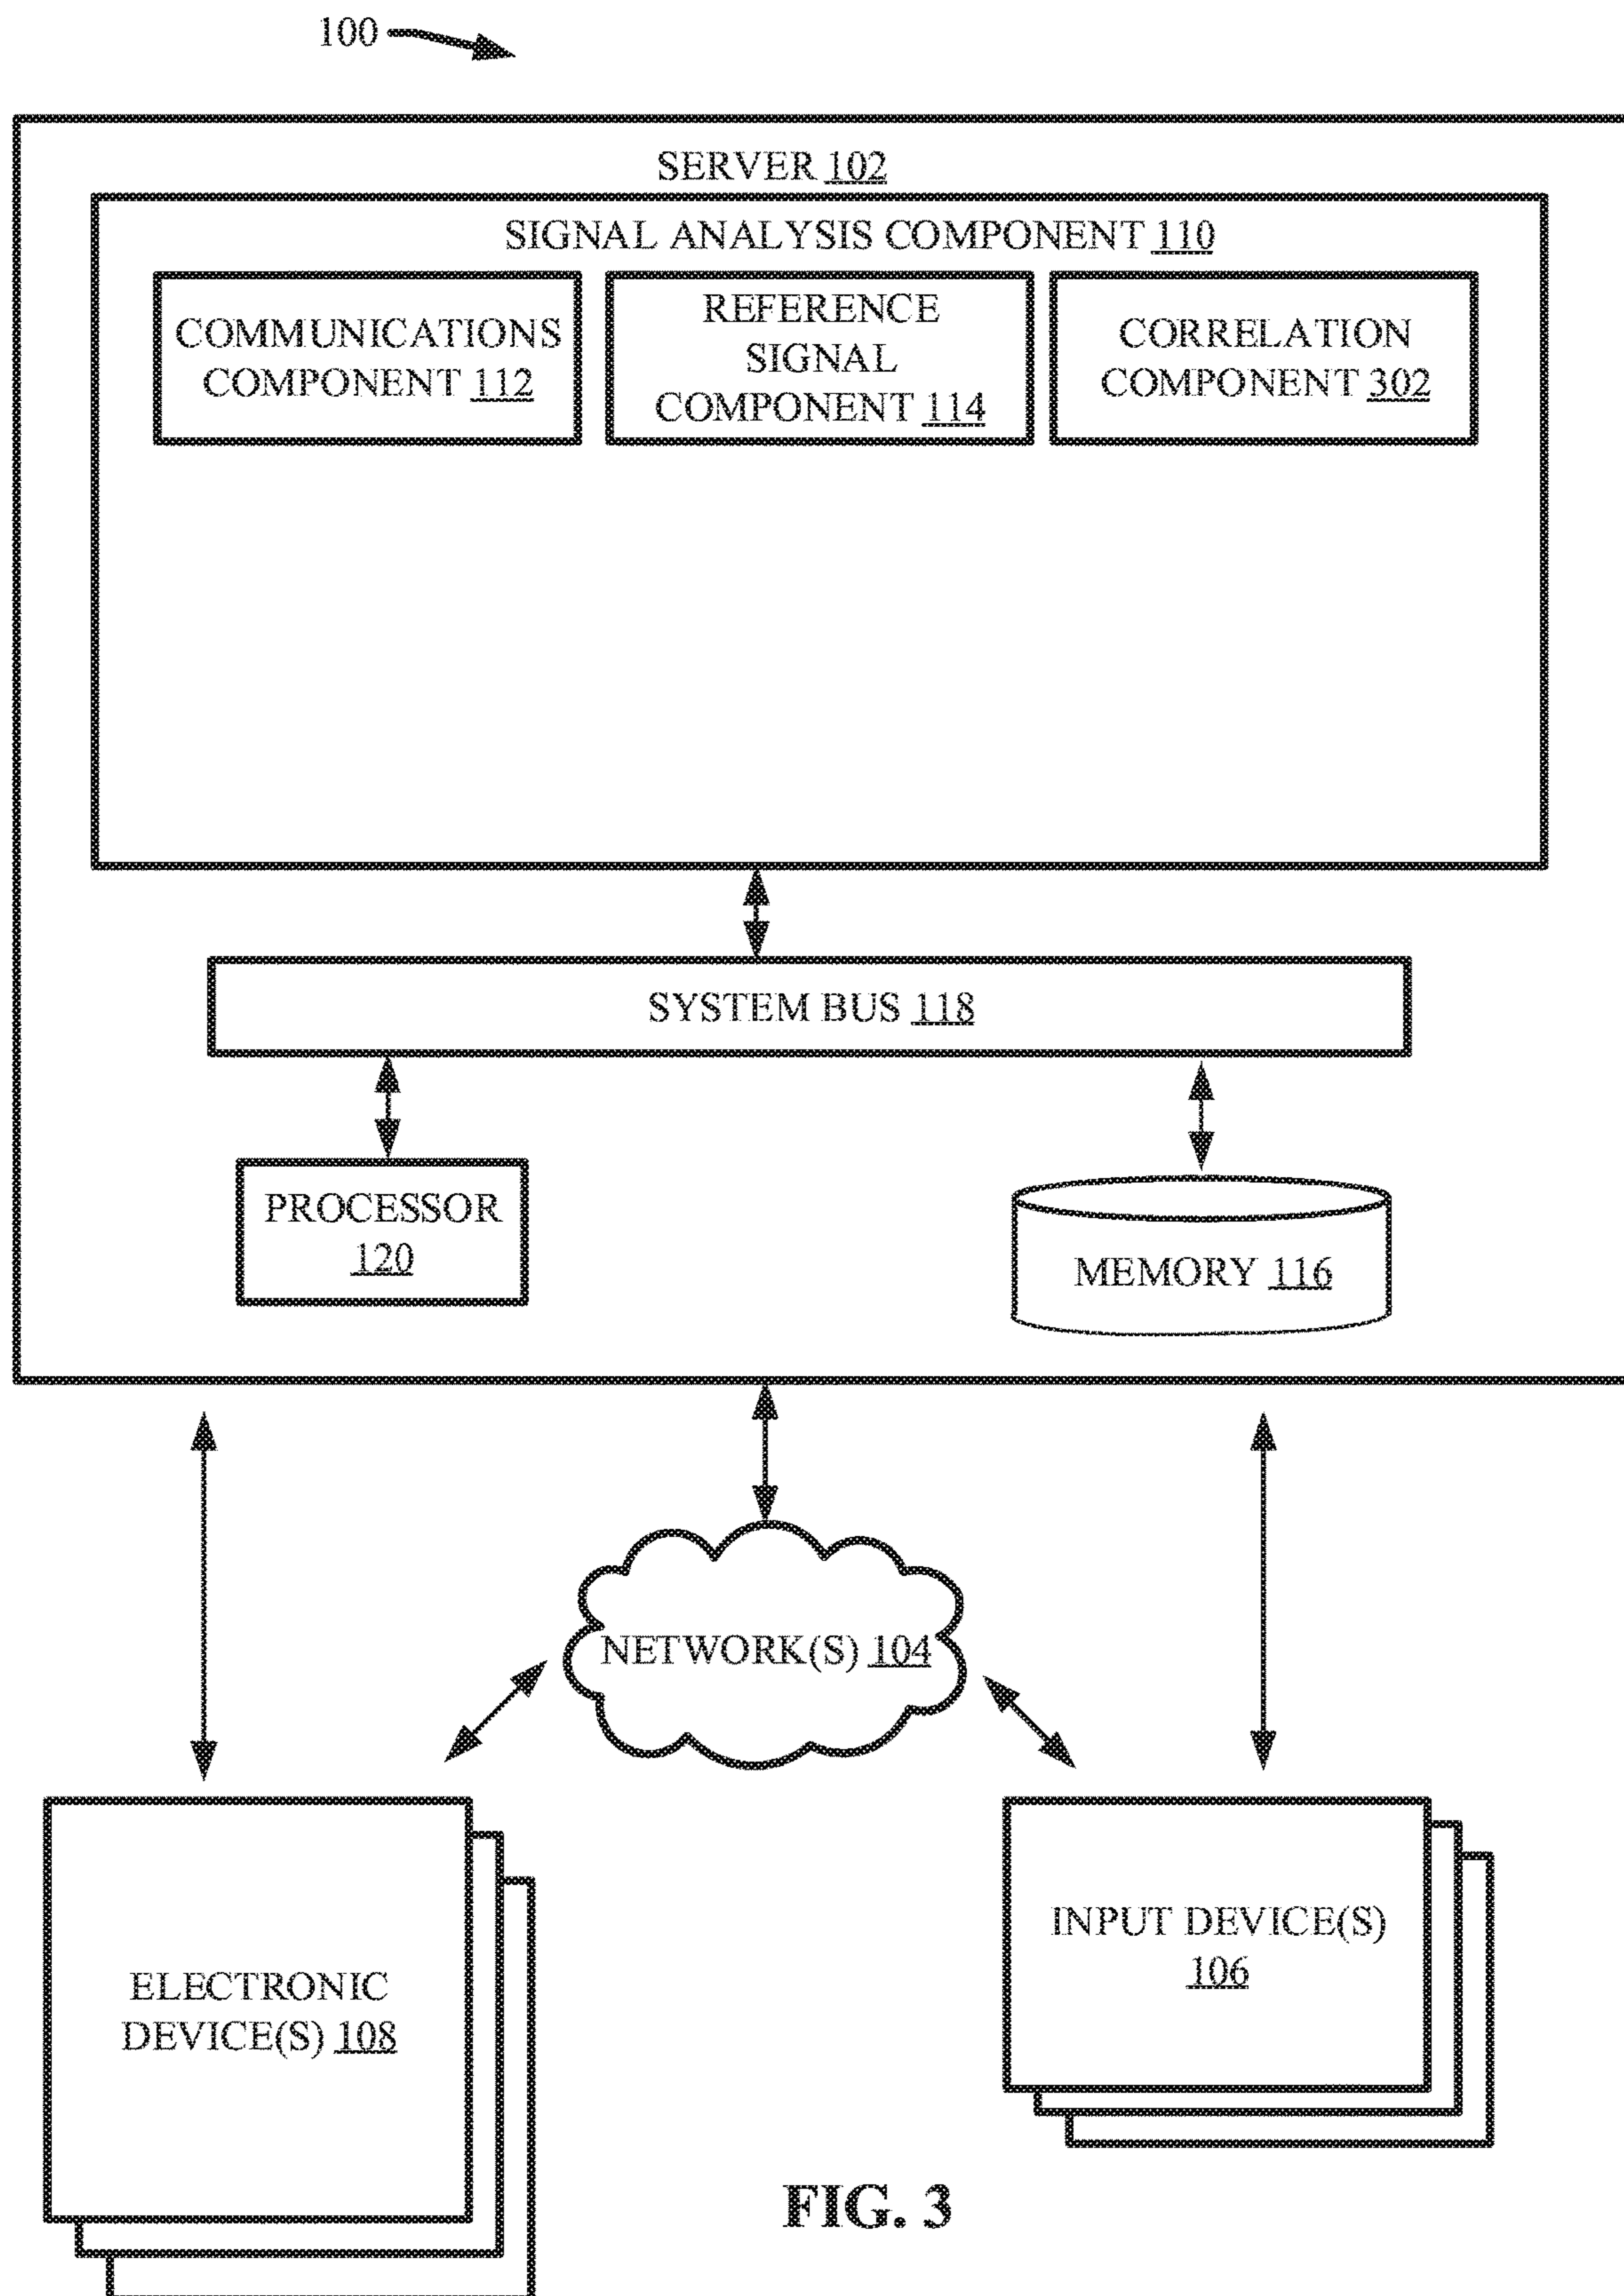 100
SERVER 102
SIGNAL ANALYSIS COMPONENT 110
COMMUNICATIONS
COMPONENT 112
REFERENCE
SIGNAL
COMPONENT 114
CORRELATION
COMPONENT 302
SYSTEM BUS 118
PROCESSOR
120
MEMORY 116
NETWORK(S) 104
ELECTRONIC
DEVICE(S) 108
INPUT DEVICE(S)
106
FIG. 3